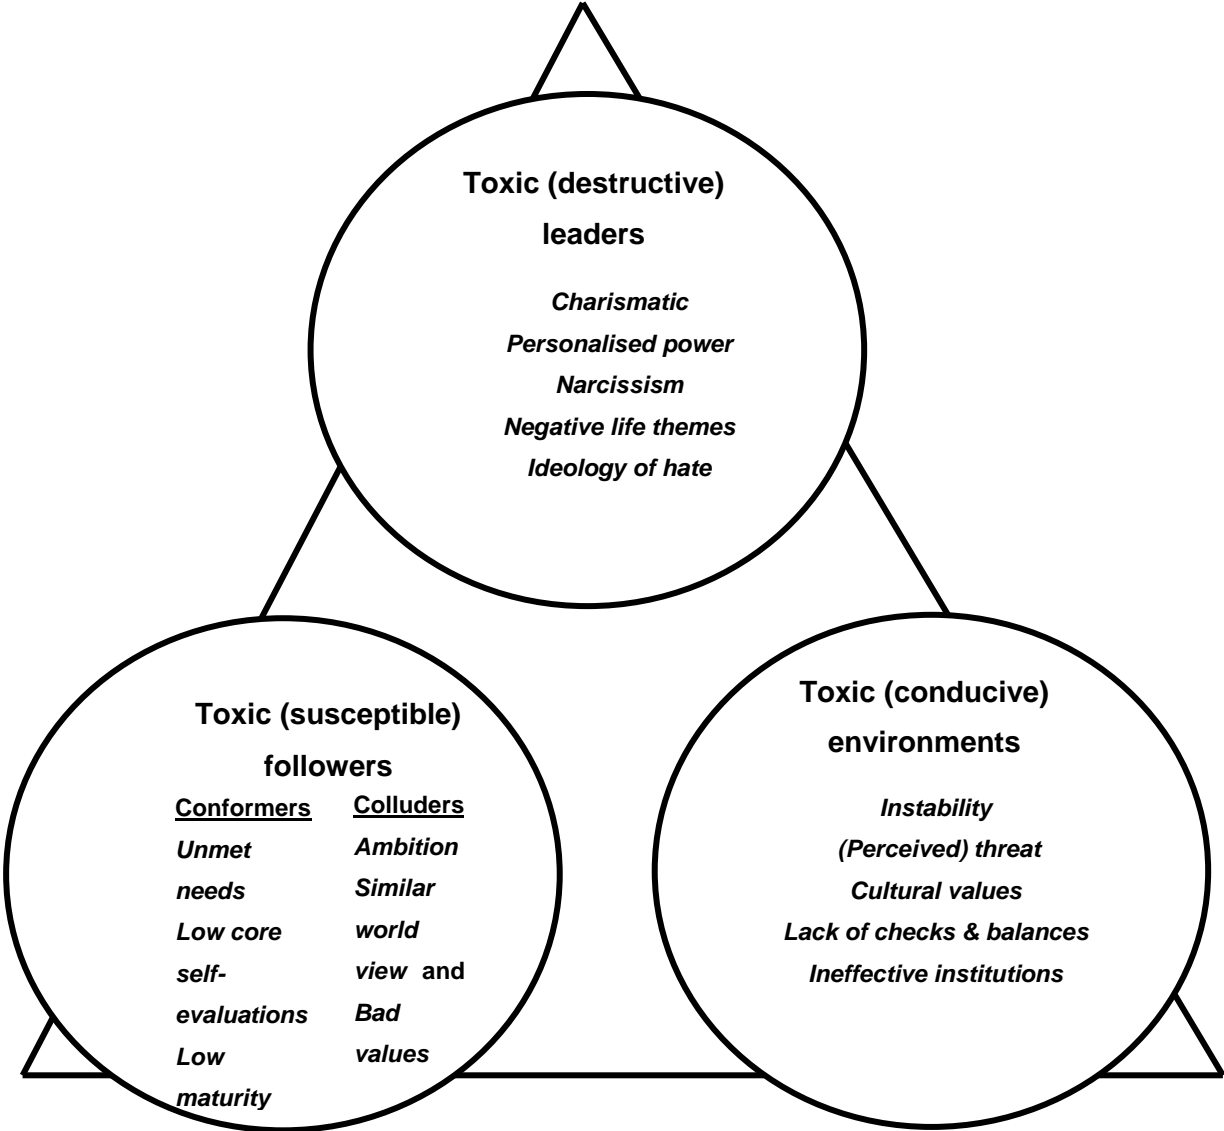 Toxic (destructive)
leaders
Charismatic
Personalised power
Narcissism
Negative life themes
Ideology of hate
Toxic (susceptible)
followers
Conformers
Unmet
needs
Low core
self-
evaluations
Low
maturity
Colluders
Ambition
Similar
world
view and
Bad
values
Toxic (conducive)
environments
Instability
(Perceived) threat
Cultural values
Lack of checks & balances
Ineffective institutions